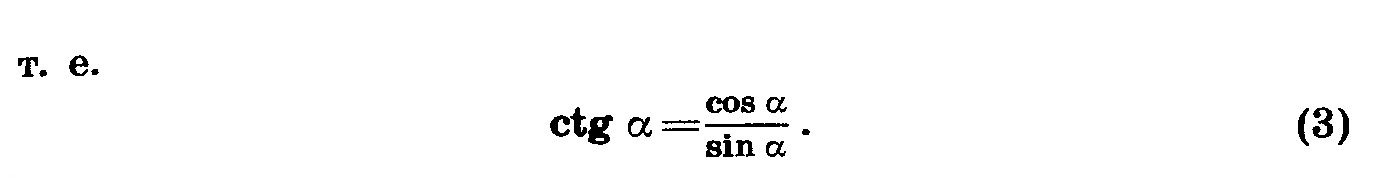 т. е.
ctg α = cos α / sin α . (3)